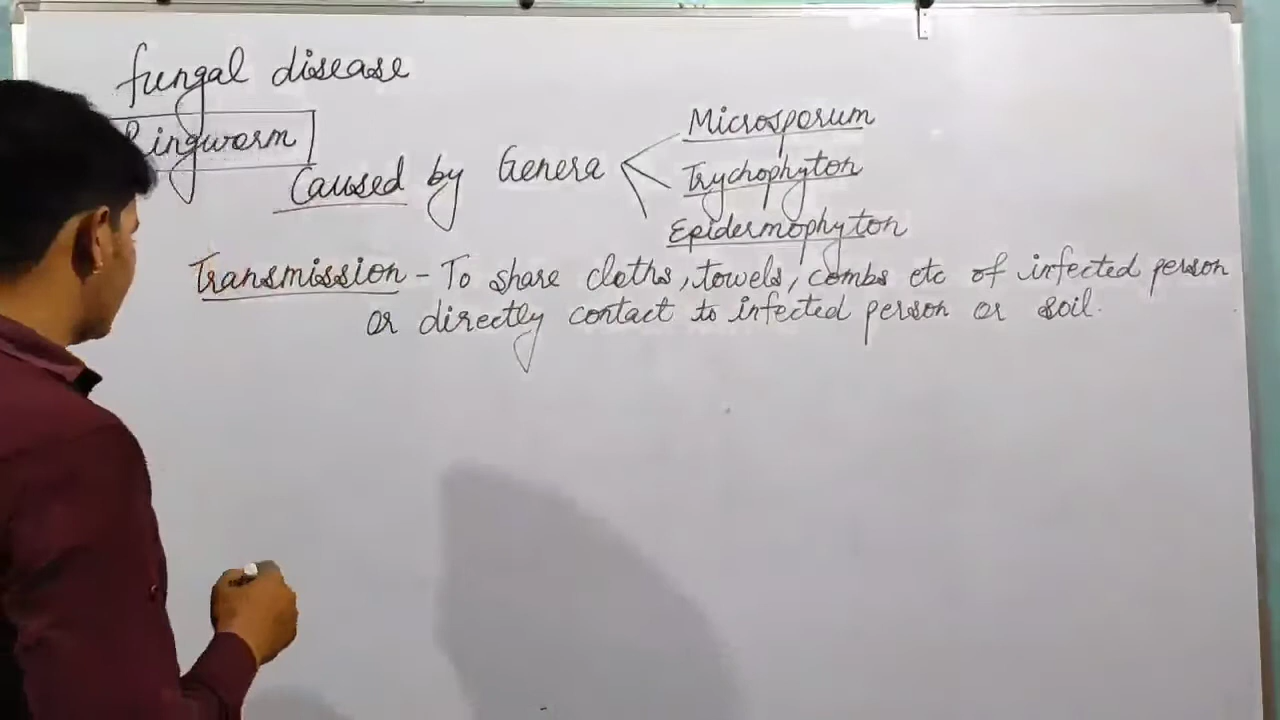 fungal disease
Ringworm
Caused by Genera
Microsporum
Trychophyton
Epidermophyton
Transmission - To share cloths, towels, combs etc of infected person
or directly contact to infected person or soil.